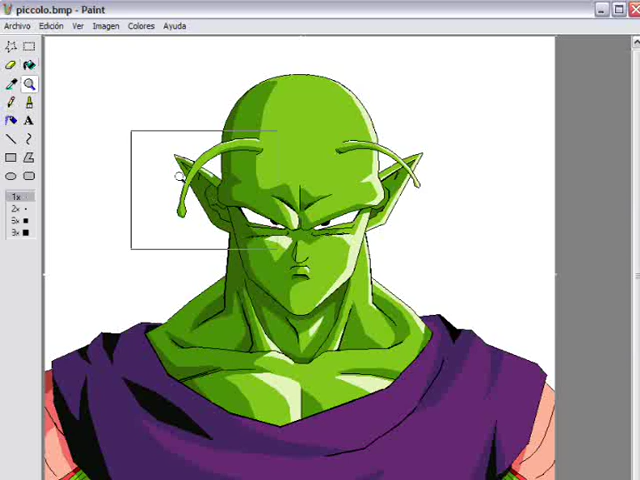 piccolo.bmp - Paint
Archivo Edición Ver Imagen Colores Ayuda
A
1x
2x
6x
8x